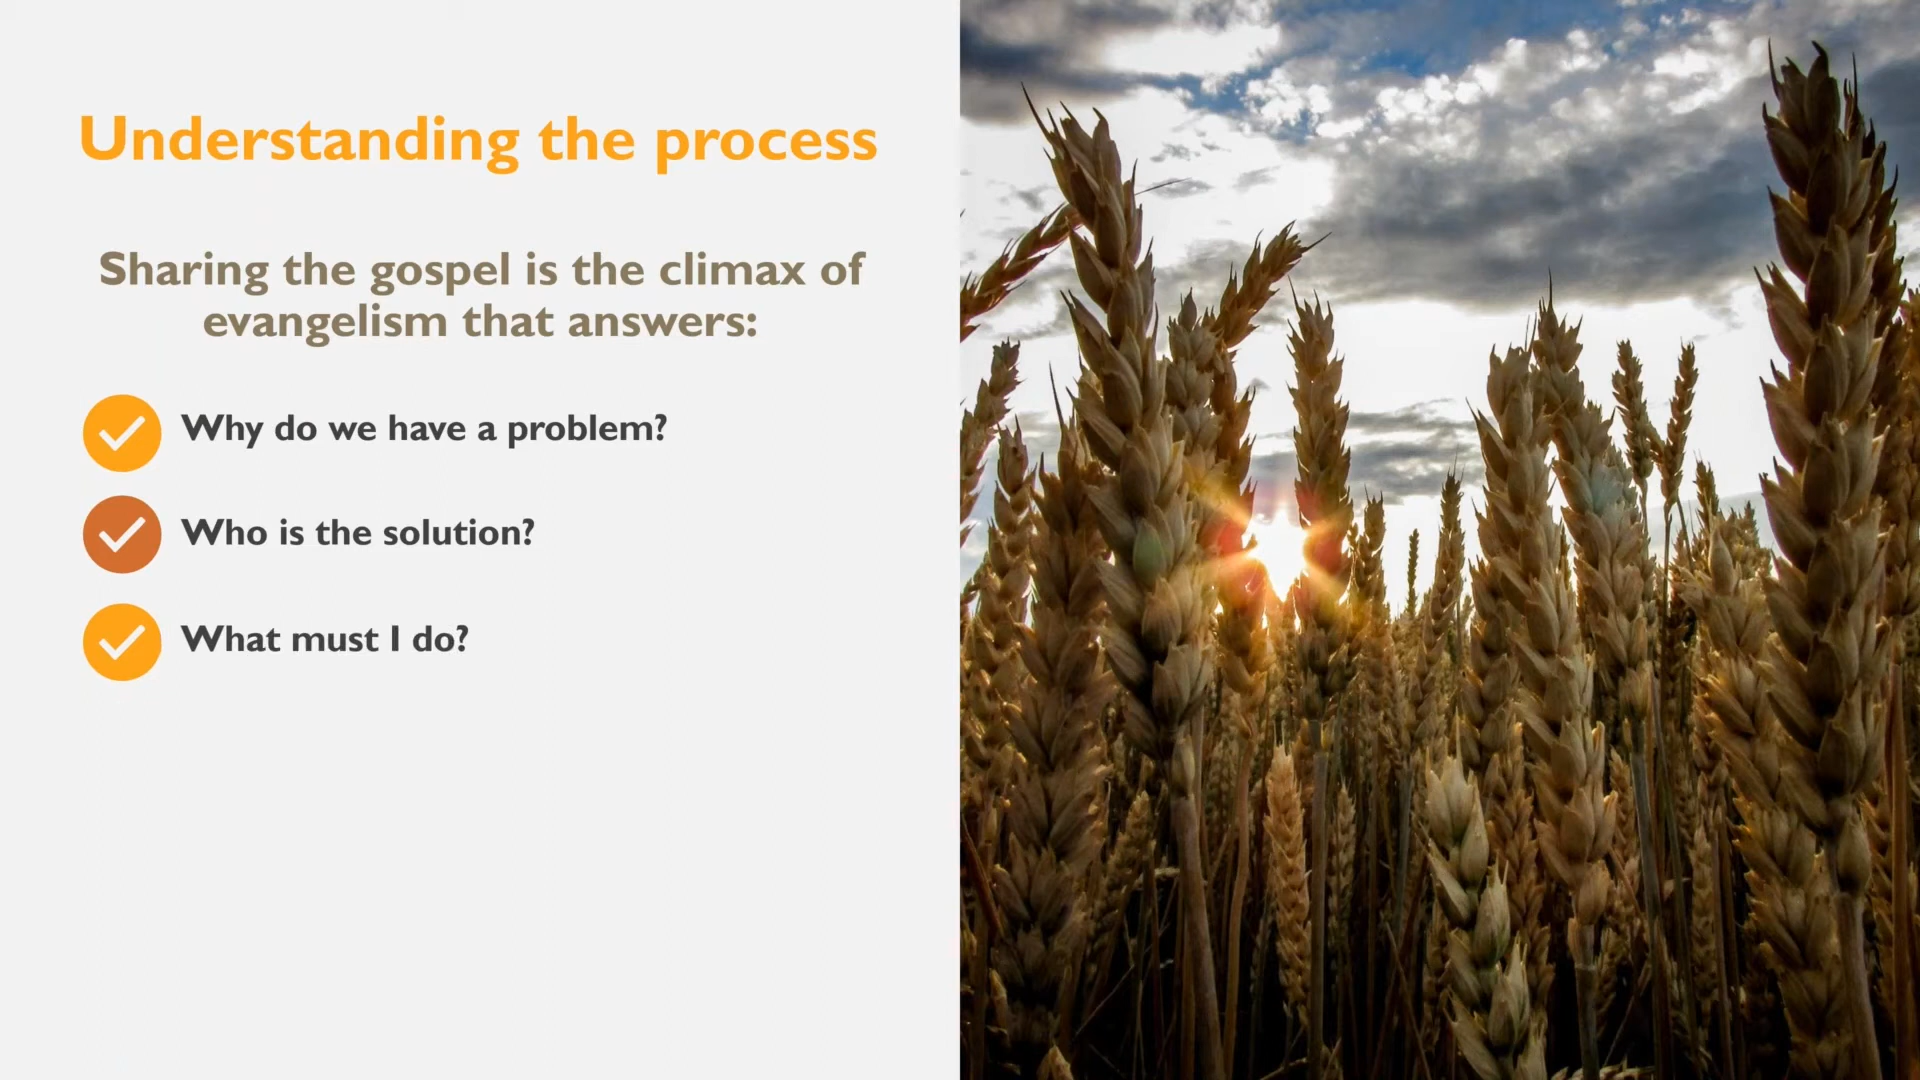 Understanding the process
Sharing the gospel is the climax of
evangelism that answers:
Why do we have a problem?
Who is the solution?
What must I do?